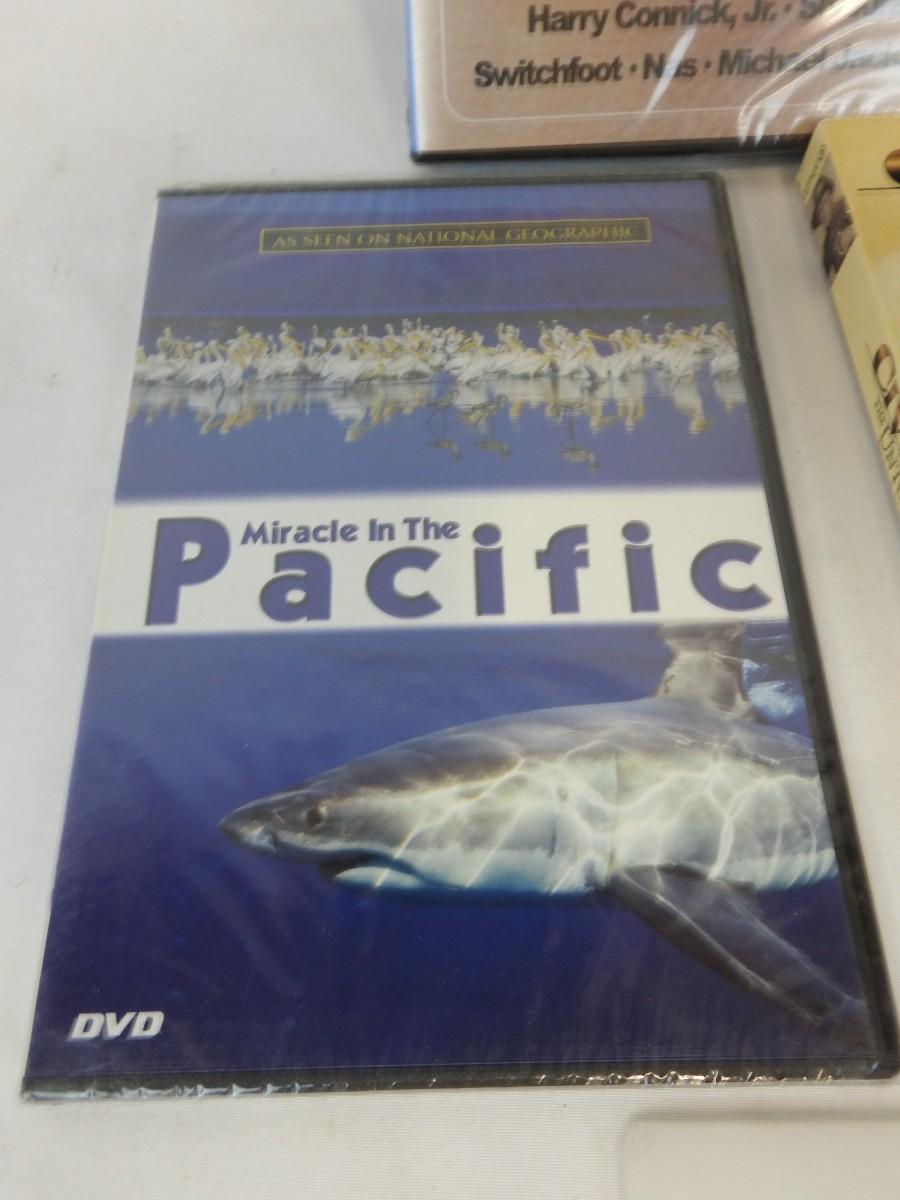 Harry Connick, Jr. •
Switchfoot • Nas • Michael
AS SEEN ON NATIONAL GEOGRAPHIC
Miracle In The
Pacific
DVD